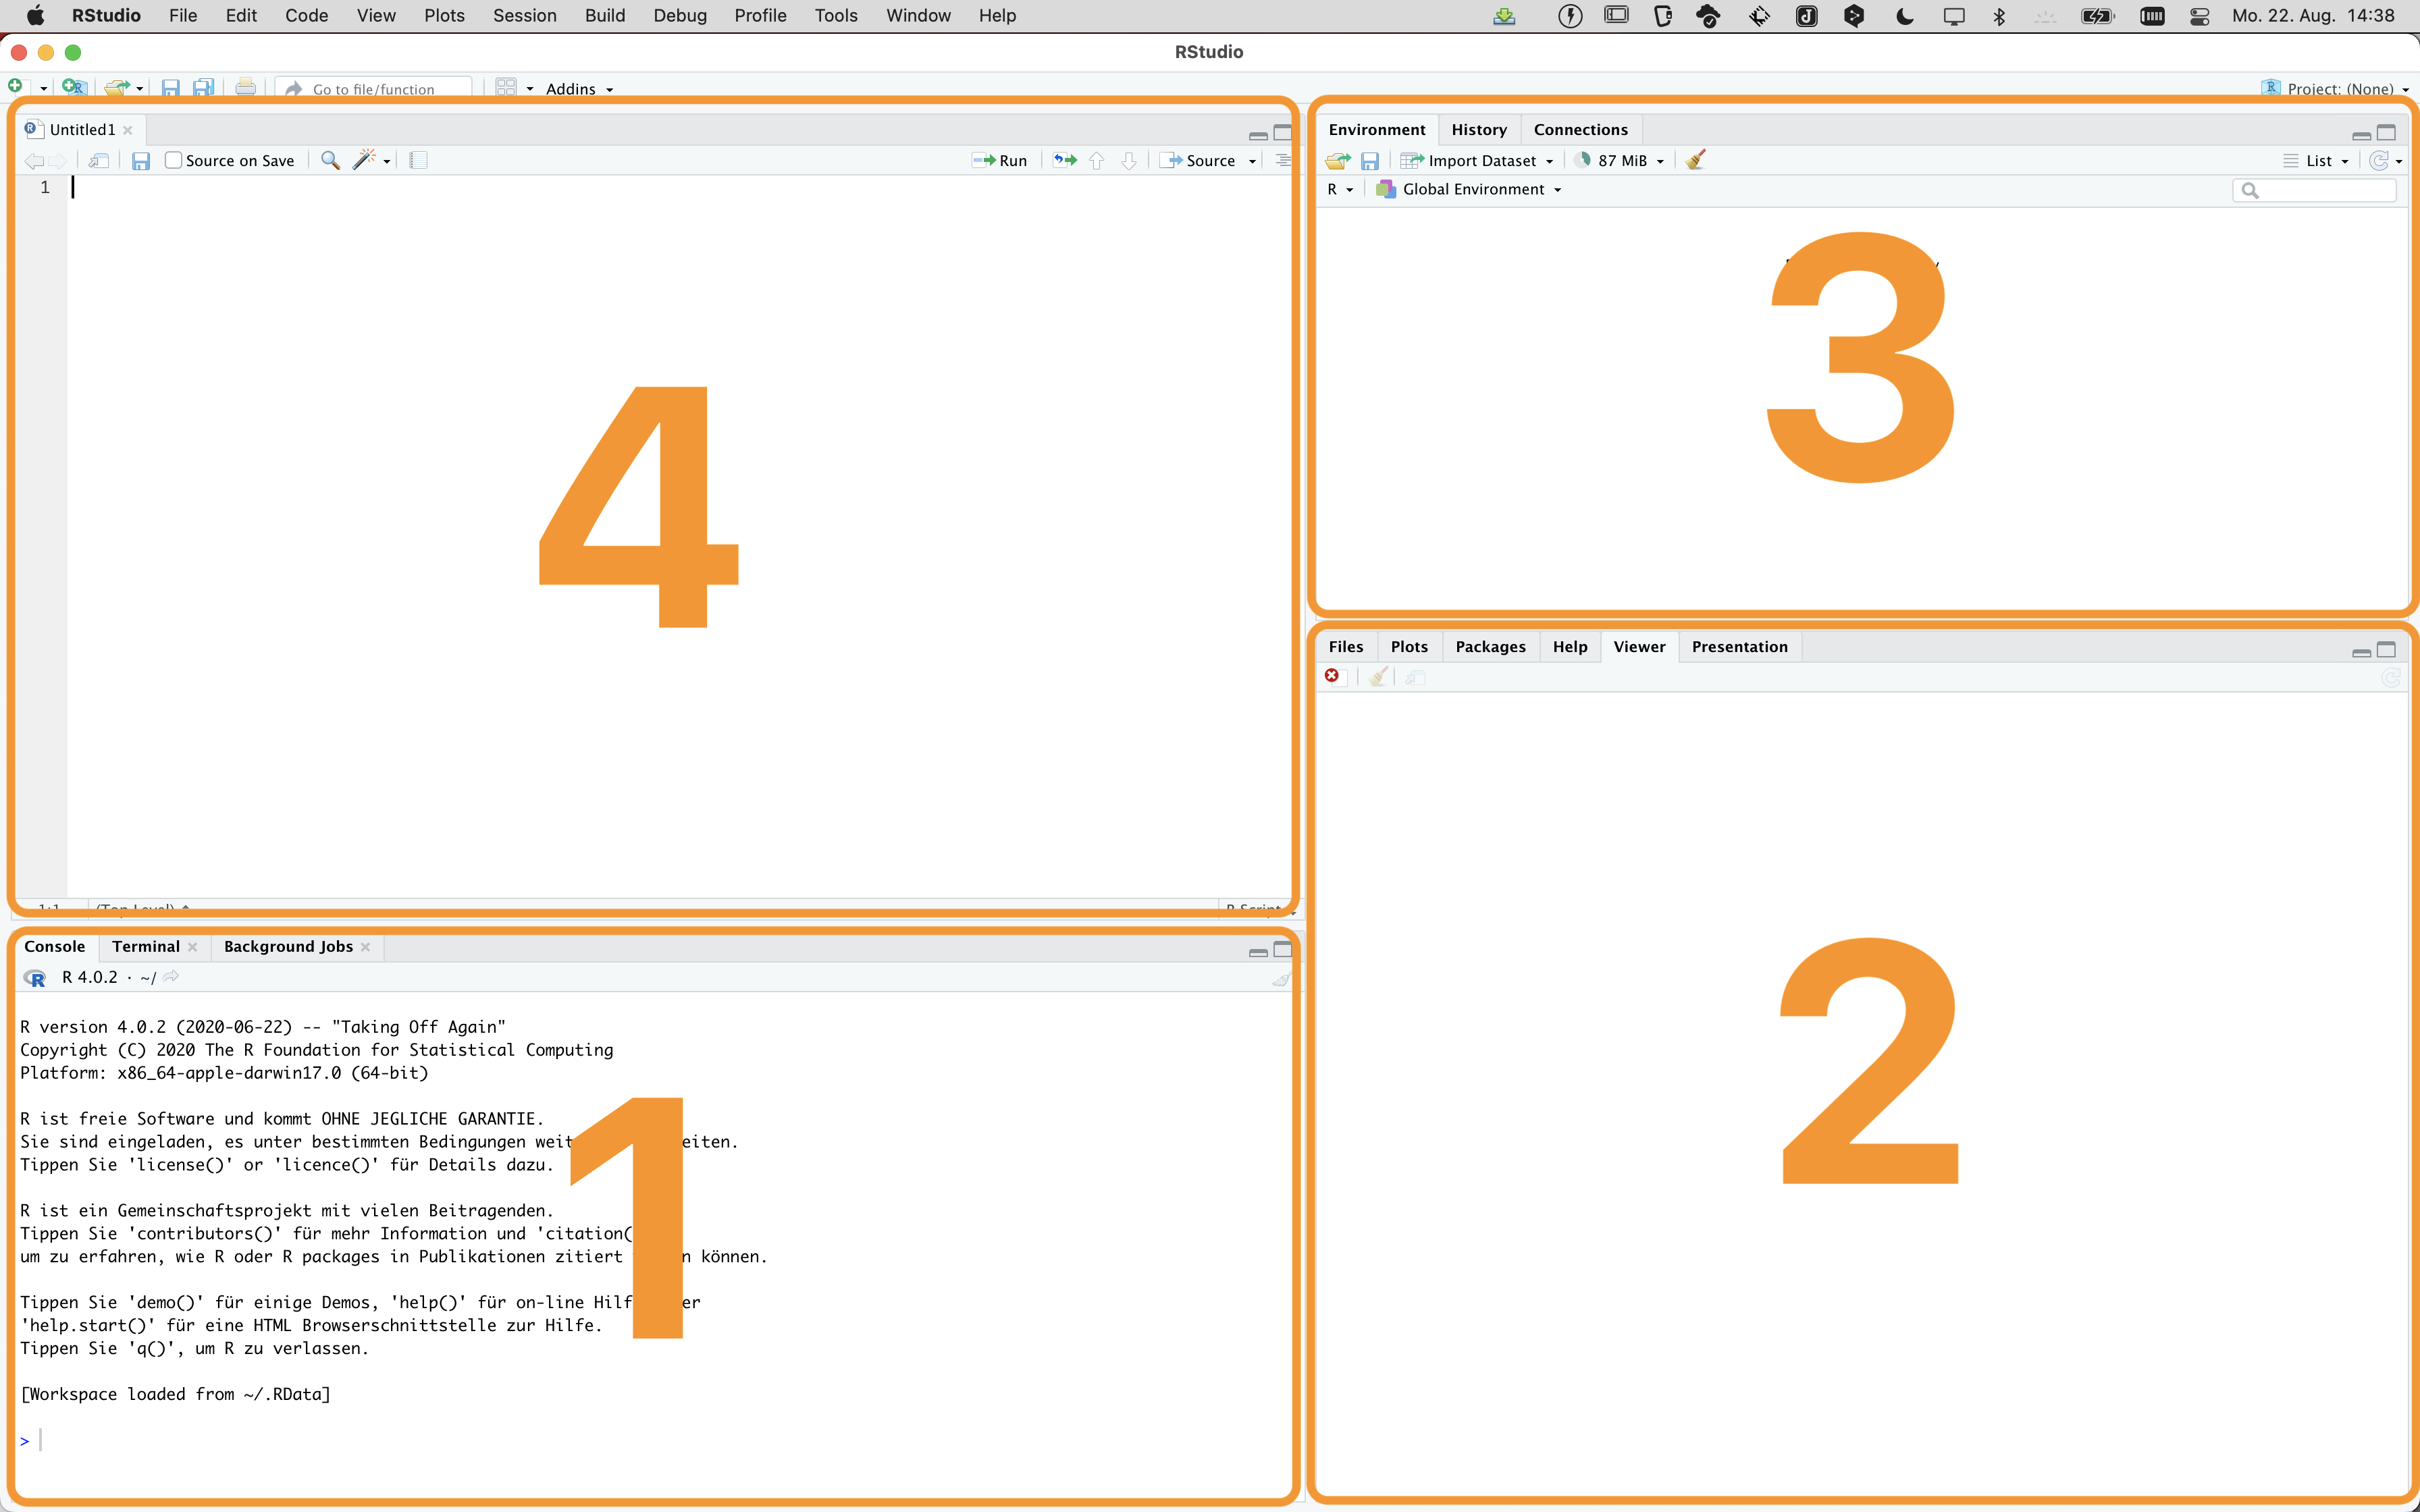 RStudio File Edit Code View Plots Session Build Debug Profile Tools Window Help Mo. 22. Aug. 14:38
RStudio
Go to file/function Addins Project: (None)
Untitled1
Source on Save Run Source
1
4
Environment History Connections
Import Dataset 87 MiB List
R Global Environment
3
Files Plots Packages Help Viewer Presentation
2
1:1 (Top Level) R Script
Console Terminal Background Jobs
R 4.0.2 · ~/
R version 4.0.2 (2020-06-22) -- "Taking Off Again"
Copyright (C) 2020 The R Foundation for Statistical Computing
Platform: x86_64-apple-darwin17.0 (64-bit)
R ist freie Software und kommt OHNE JEGLICHE GARANTIE.
Sie sind eingeladen, es unter bestimmten Bedingungen
Tippen Sie 'license()' or 'licence()' für Details dazu.
R ist ein Gemeinschaftsprojekt mit vielen Beitragenden.
Tippen Sie 'contributors()' für mehr Information und 'citation(
um zu erfahren, wie R oder R packages in Publikationen zitiert können.
Tippen Sie 'demo()' für einige Demos, 'help()' für on-line
'help.start()' für eine HTML Browserschnittstelle zur Hilfe.
Tippen Sie 'q()', um R zu verlassen.
[Workspace loaded from ~/.RData]
>
1